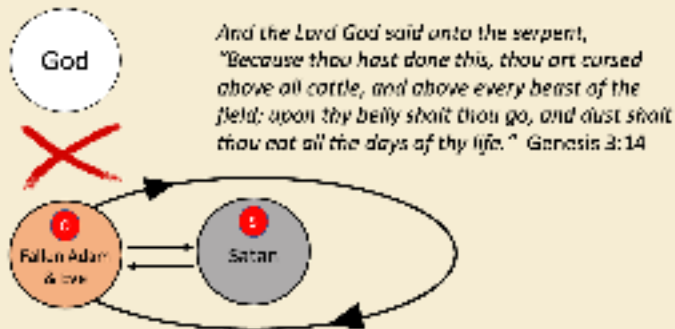 God
And the Lord God said unto the serpent,
"Because thou hast done this, thou art cursed
above all cattle, and above every beast of the
field; upon thy belly shalt thou go, and dust shalt
thou eat all the days of thy life." Genesis 3:14
Fallen Adam
& Eve
Satan